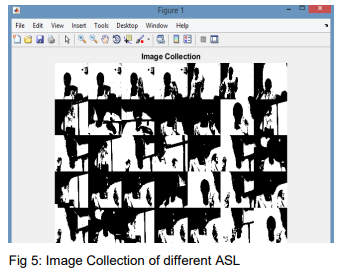 Figure 1
File Edit View Insert Tools Desktop Window Help
Image Collection
Fig 5: Image Collection of different ASL